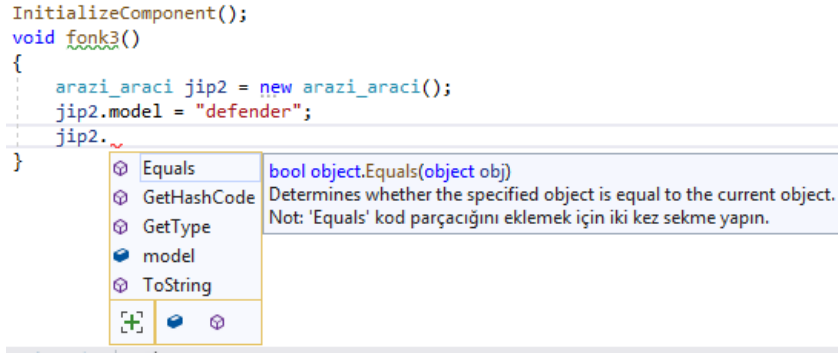 InitializeComponent();
void fonk3()
{
arazi_araci jip2 = new arazi_araci();
jip2.model = "defender";
jip2.
}
Equals
GetHashCode
GetType
model
ToString
bool object.Equals(object obj)
Determines whether the specified object is equal to the current object.
Not: 'Equals' kod parçacığını eklemek için iki kez sekme yapın.